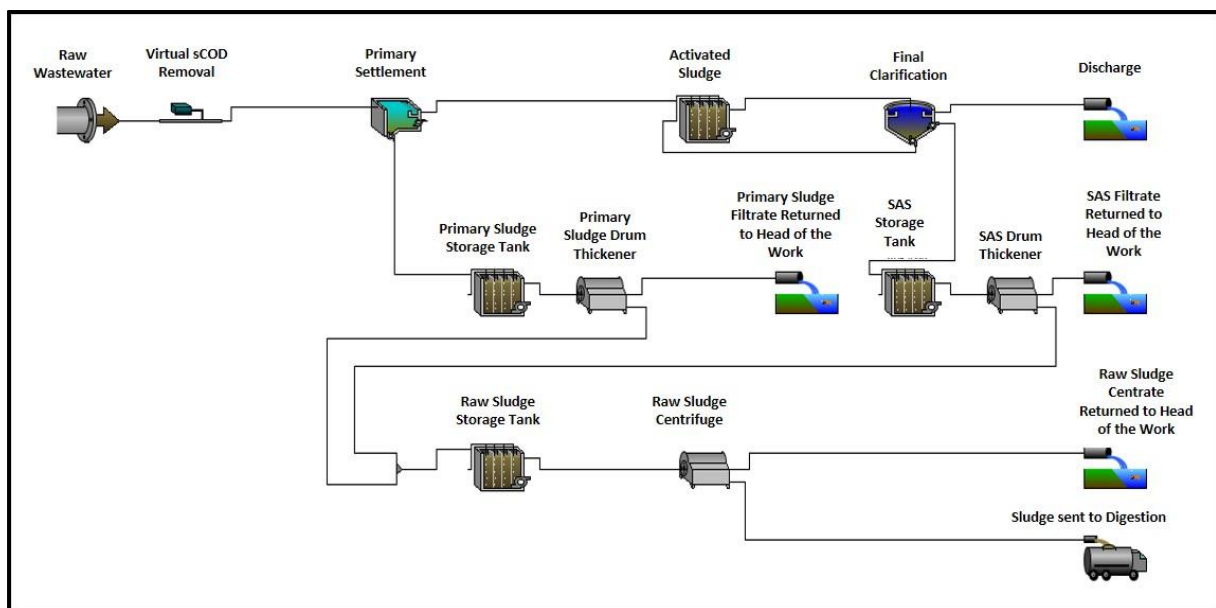 Raw
Wastewater
Virtual sCOD
Removal
Primary
Settlement
Activated
Sludge
Final
Clarification
Discharge
Primary Sludge
Storage Tank
Primary
Sludge Drum
Thickener
Primary Sludge
Filtrate Returned
to Head of the
Work
SAS
Storage
Tank
SAS Drum
Thickener
SAS Filtrate
Returned to
Head of the
Work
Raw Sludge
Storage Tank
Raw Sludge
Centrifuge
Raw Sludge
Centrate
Returned to Head
of the Work
Sludge sent to Digestion